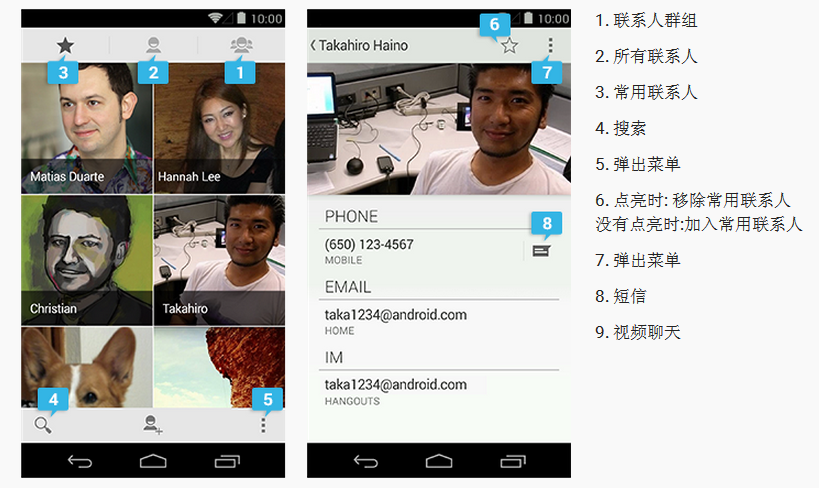 10:00
3
2
1
Matias Duarte
Hannah Lee
Christian
Takahiro
4
5
10:00
6
Takahiro Haino
7
PHONE
8
(650) 123-4567
MOBILE
EMAIL
taka1234@android.com
HOME
IM
taka1234@android.com
HANGOUTS
1. 联系人群组
2. 所有联系人
3. 常用联系人
4. 搜索
5. 弹出菜单
6. 点亮时: 移除常用联系人
没有点亮时:加入常用联系人
7. 弹出菜单
8. 短信
9. 视频聊天